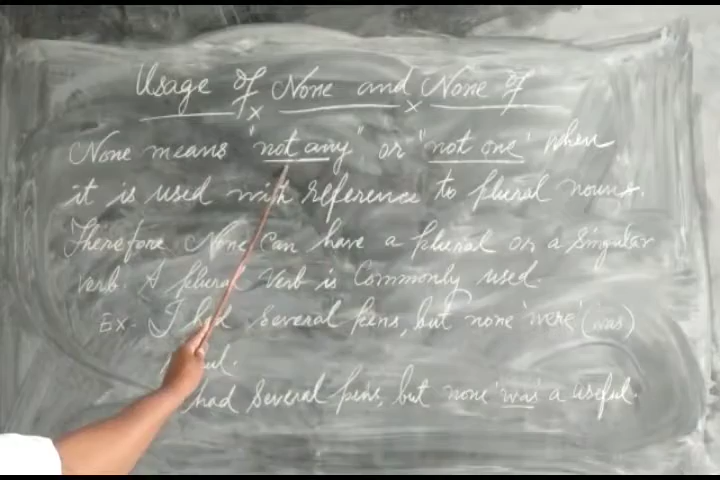 Usage of None and None of
None means "not any" or "not one" when
it is used with reference to plural nouns.
Therefore None Can have a plural or a Singular
verb. A plural Verb is Commonly used.
Ex- I had several pens, but none 'were' (was)
had several pens, but none 'was' a useful.